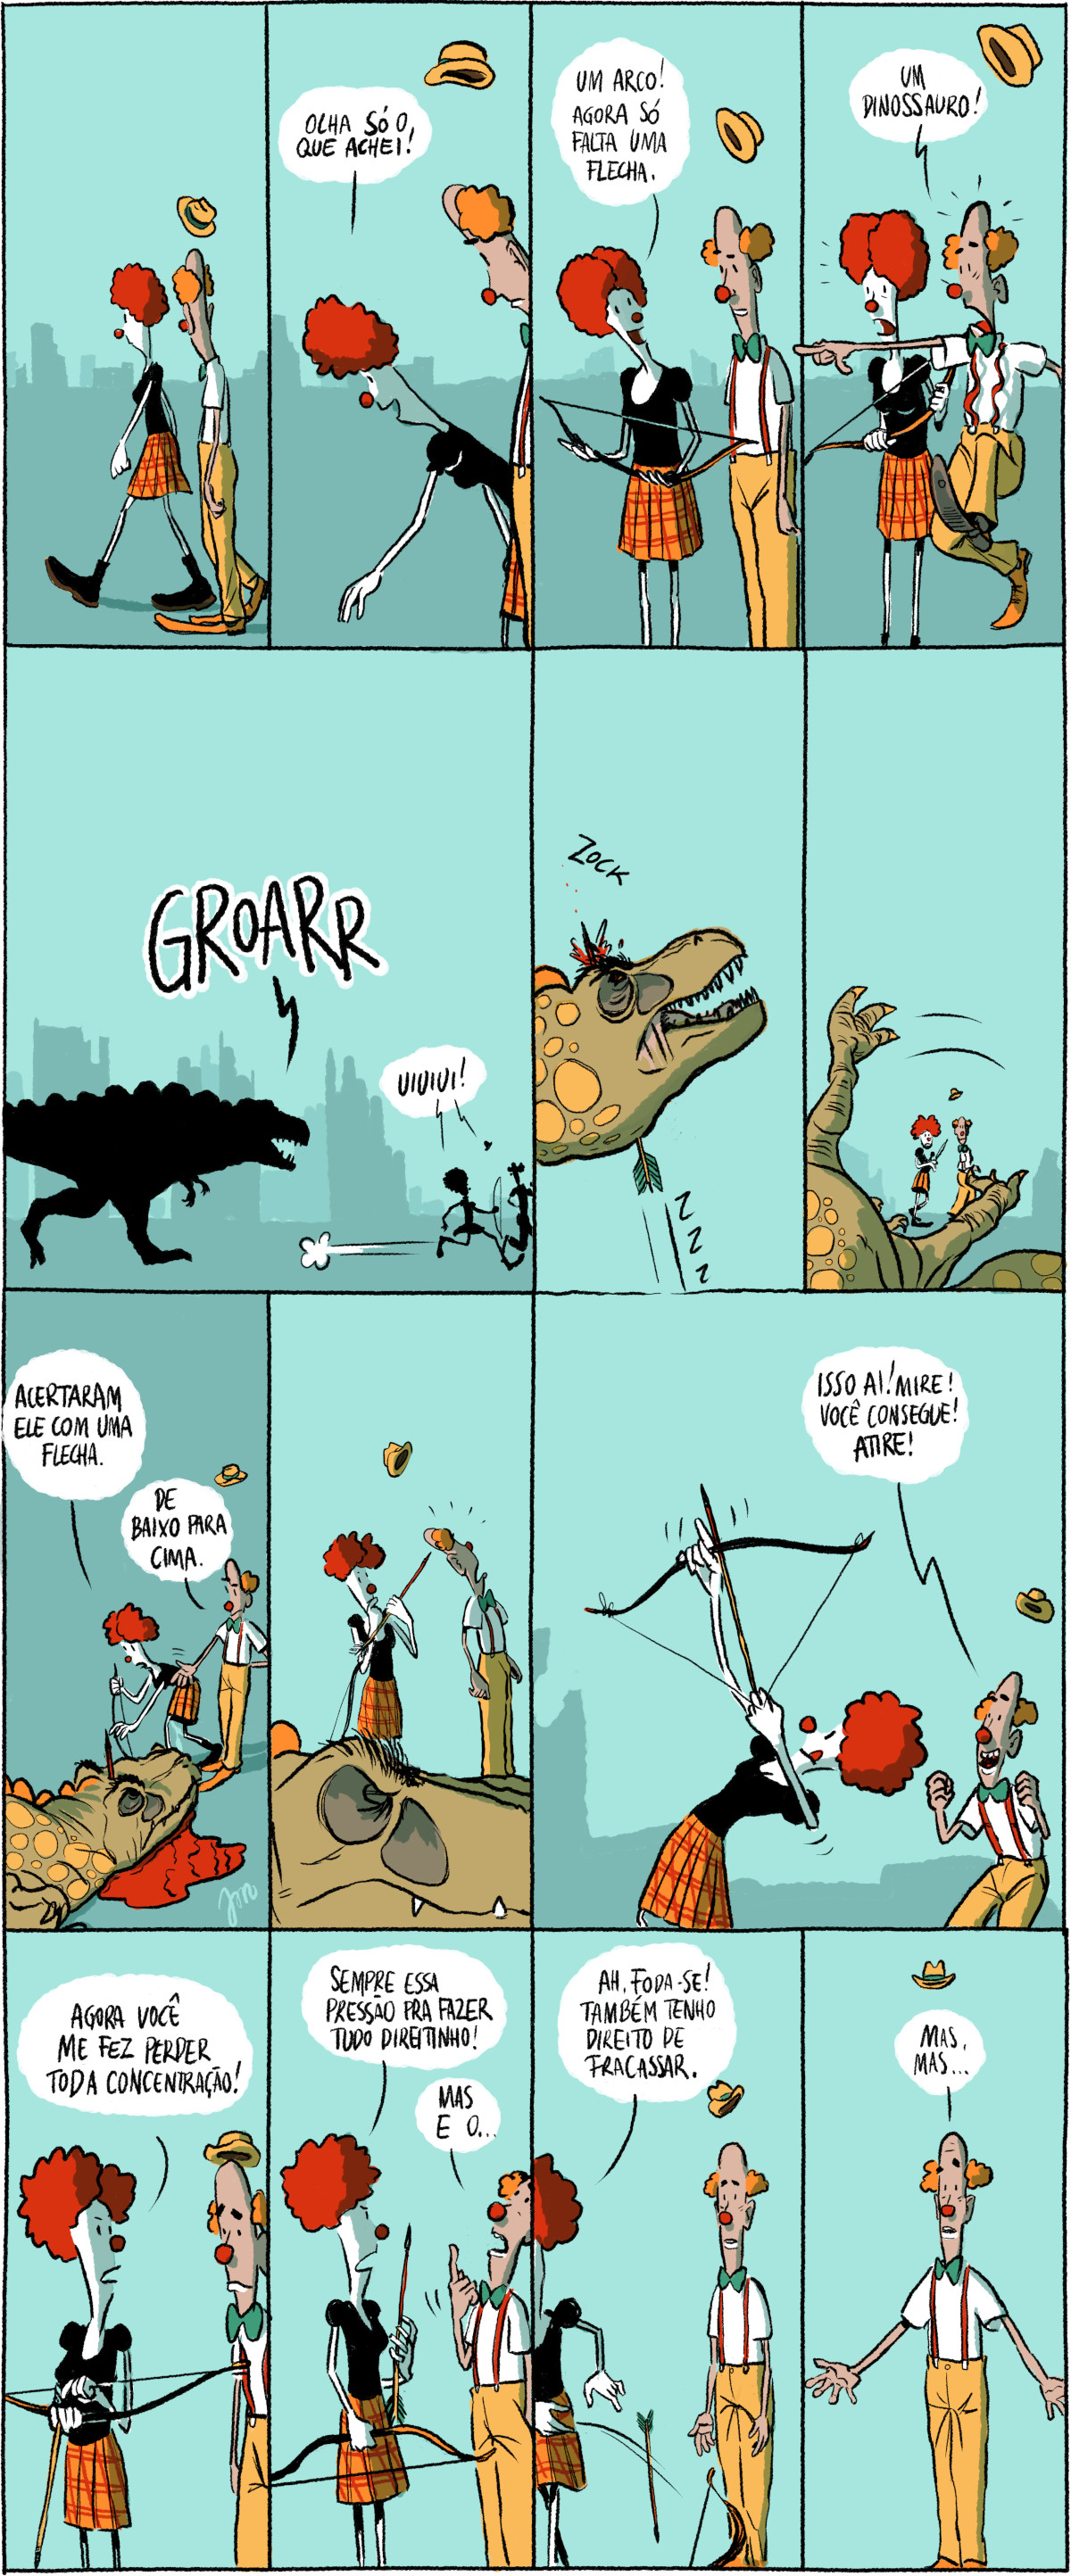 OLHA SÓ O
QUE ACHEI!
UM ARCO!
AGORA SÓ
FALTA UMA
FLECHA.
UM
DINOSSAURO!
GROARR
UIUIUI!
ZOCK
ZZZ
ACERTARAM
ELE COM UMA
FLECHA.
DE
BAIXO PARA
CIMA.
ISSO AI! MIRE!
VOCÊ CONSEGUE!
ATIRE!
AGORA VOCÊ
ME FEZ PERDER
TODA CONCENTRAÇÃO!
SEMPRE ESSA
PRESSÃO PRA FAZER
TUDO DIREITINHO!
MAS
E O...
AH, FODA-SE!
TAMBÉM TENHO
DIREITO DE
FRACASSAR.
MAS,
MAS...